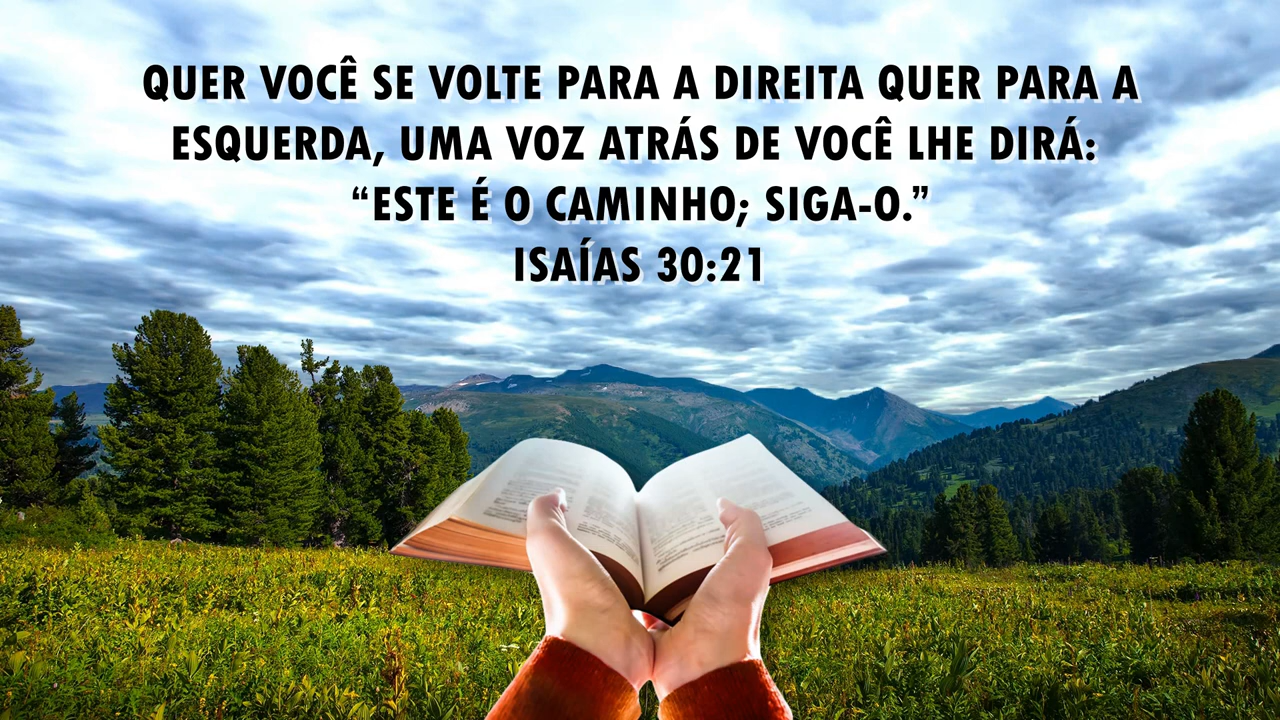 QUER VOCÊ SE VOLTE PARA A DIREITA QUER PARA A
ESQUERDA, UMA VOZ ATRÁS DE VOCÊ LHE DIRÁ:
“ESTE É O CAMINHO; SIGA-O.”
ISAÍAS 30:21